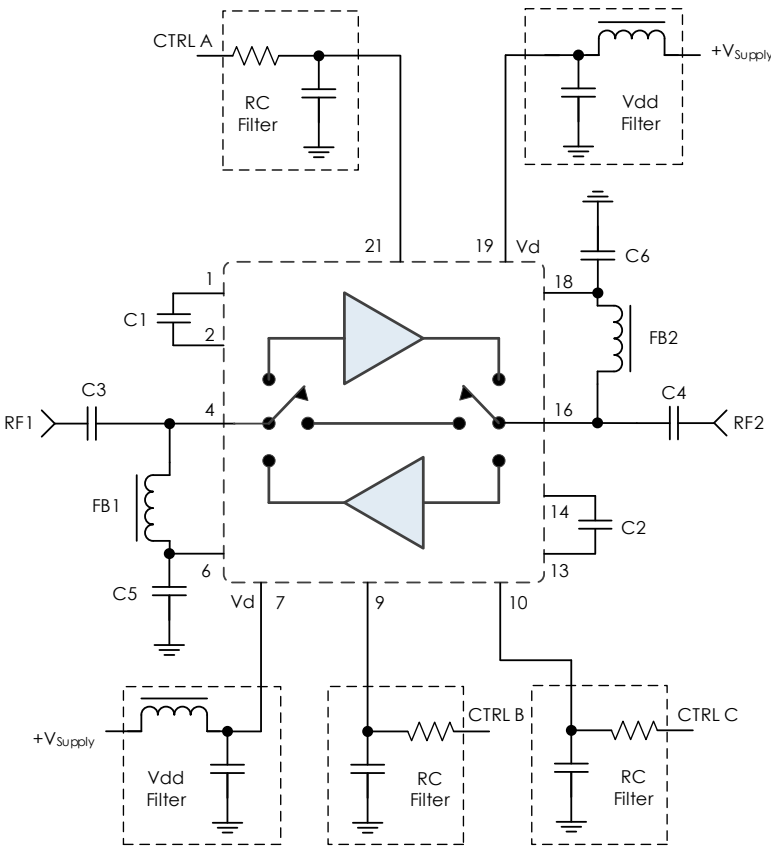 CTRL A
RC
Filter
+VSupply
Vdd
Filter
21
19 Vd
C6
1
18
C1
2
FB2
C3
4
16
C4
RF1
RF2
FB1
14
C2
6
13
C5
Vd 7
9
10
+VSupply
Vdd
Filter
CTRL B
RC
Filter
CTRL C
RC
Filter